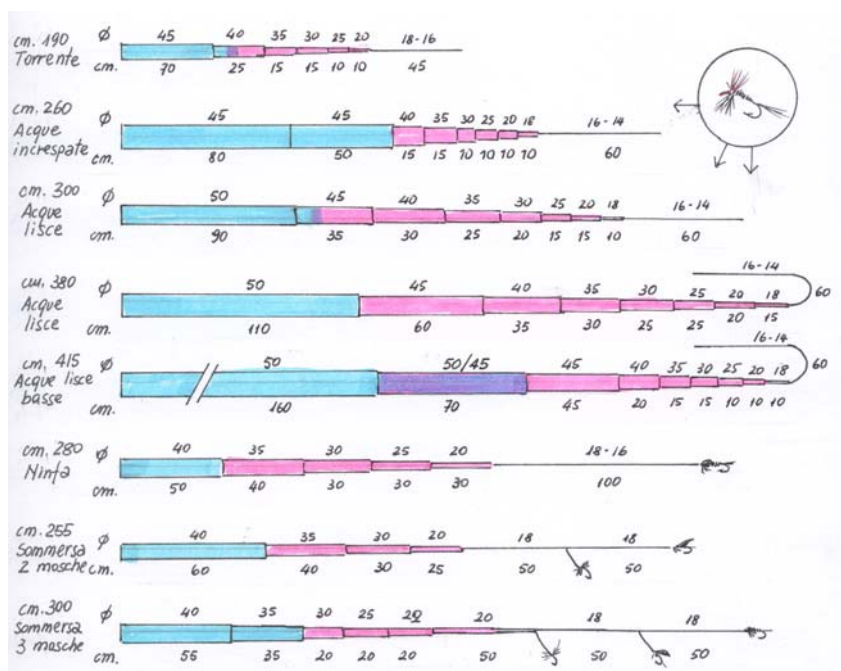 45 40 35 30 25 20 18-16
cm. 190 Ø
Torrente cm.
70 25 15 15 10 10 45
cm. 260 Ø 45 45 40 35 30 25 20 18 16-14
Acque
increspate cm. 80 50 15 15 10 10 10 10 60
cm. 300 Ø 50 45 40 35 30 25 20 18 16-14
Acque
lisce
cm. 90 35 30 25 20 15 15 10 60
16-14
cm. 380 Ø 50 45 40 35 30 25 20 18 60
Acque
lisce
cm. 110 60 35 30 25 25 20 15
16-14
cm. 415 Ø 50 50/45 45 40 35 30 25 20 18 60
Acque lisce
basse cm. 160 70 45 20 15 15 10 10 10
cm. 280 Ø 40 35 30 25 20 18-16
Ninfa
cm. 50 40 30 30 30 100
cm. 255 Ø 40 35 30 20 18 18
Sommersa
2 mosche cm. 60 40 30 25 50 50
cm. 300 Ø 40 35 30 25 20 20 18 18
Sommersa
3 mosche
cm. 55 35 20 20 20 50 50 50